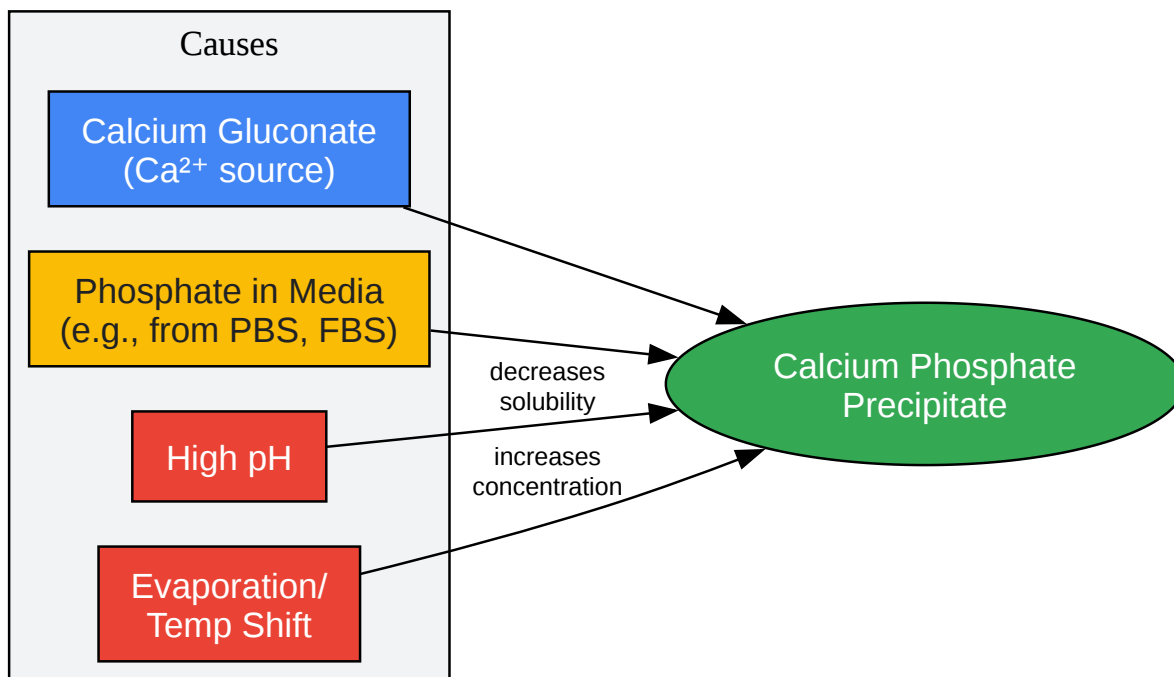 Causes
Calcium Gluconate
(Ca²⁺ source)
Phosphate in Media
(e.g., from PBS, FBS)
decreases
solubility
High pH
increases
concentration
Evaporation/
Temp Shift
Calcium Phosphate
Precipitate